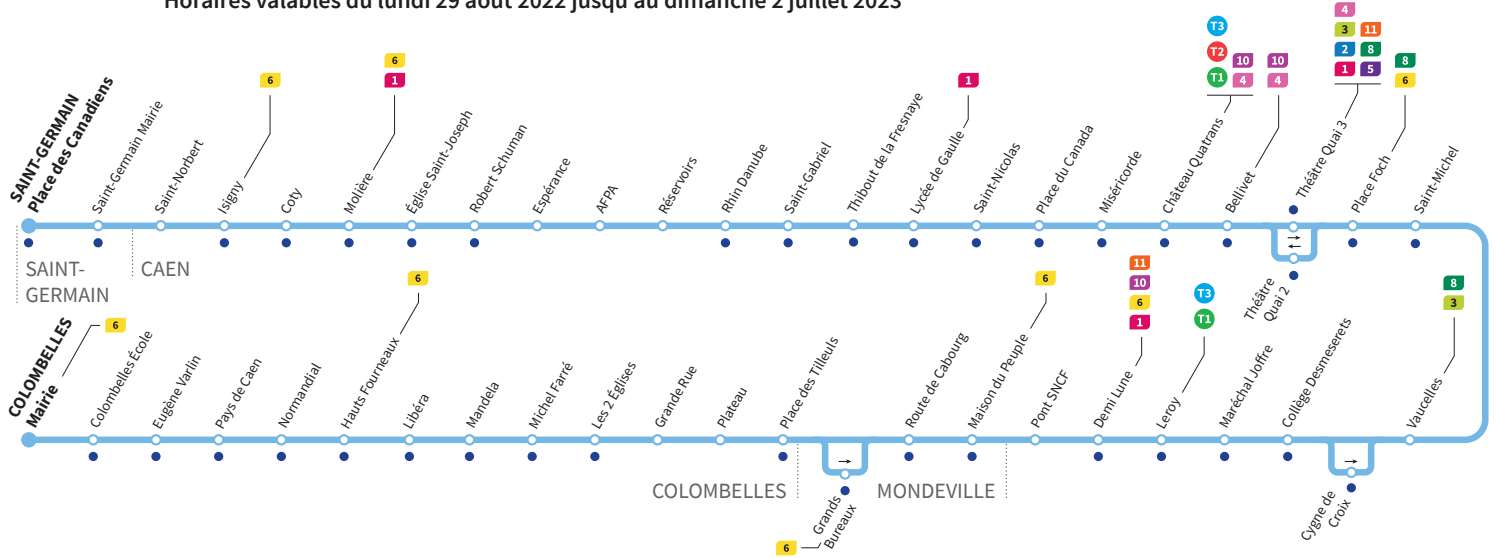 Horaires valables du lundi 29 août 2022 jusqu'au dimanche 2 juillet 2023
SAINT-GERMAIN
Place des Canadiens
Saint-Germain Mairie
Saint-Norbert
6
Isigny
Coty
6
1
Molière
Église Saint-Joseph
Robert Schuman
Espérance
AFPA
Réservoirs
Rhin Danube
Saint-Gabriel
Thibout de la Fresnaye
1
Lycée de Gaulle
Saint-Nicolas
Place du Canada
Miséricorde
T3
T2
T1
10
4
Château Quatrans
10
4
Bellivet
4
3 11
2 8
1 5
Théâtre Quai 3
8
6
Place Foch
Saint-Michel
→
←
Théâtre
Quai 2
SAINT-
GERMAIN
CAEN
8
3
Vaucelles
→
Cygne de
Croix
Collège Desmeserets
Maréchal Joffre
T3
T1
Leroy
11
10
6
1
Demi Lune
Pont SNCF
6
Maison du Peuple
Route de Cabourg
→
Grands
Bureaux
6
MONDEVILLE
COLOMBELLES
Place des Tilleuls
Plateau
Grande Rue
Les 2 Églises
Michel Farré
Mandela
Libéra
6
Hauts Fourneaux
Normandial
Pays de Caen
Eugène Varlin
Colombelles École
6
COLOMBELLES
Mairie